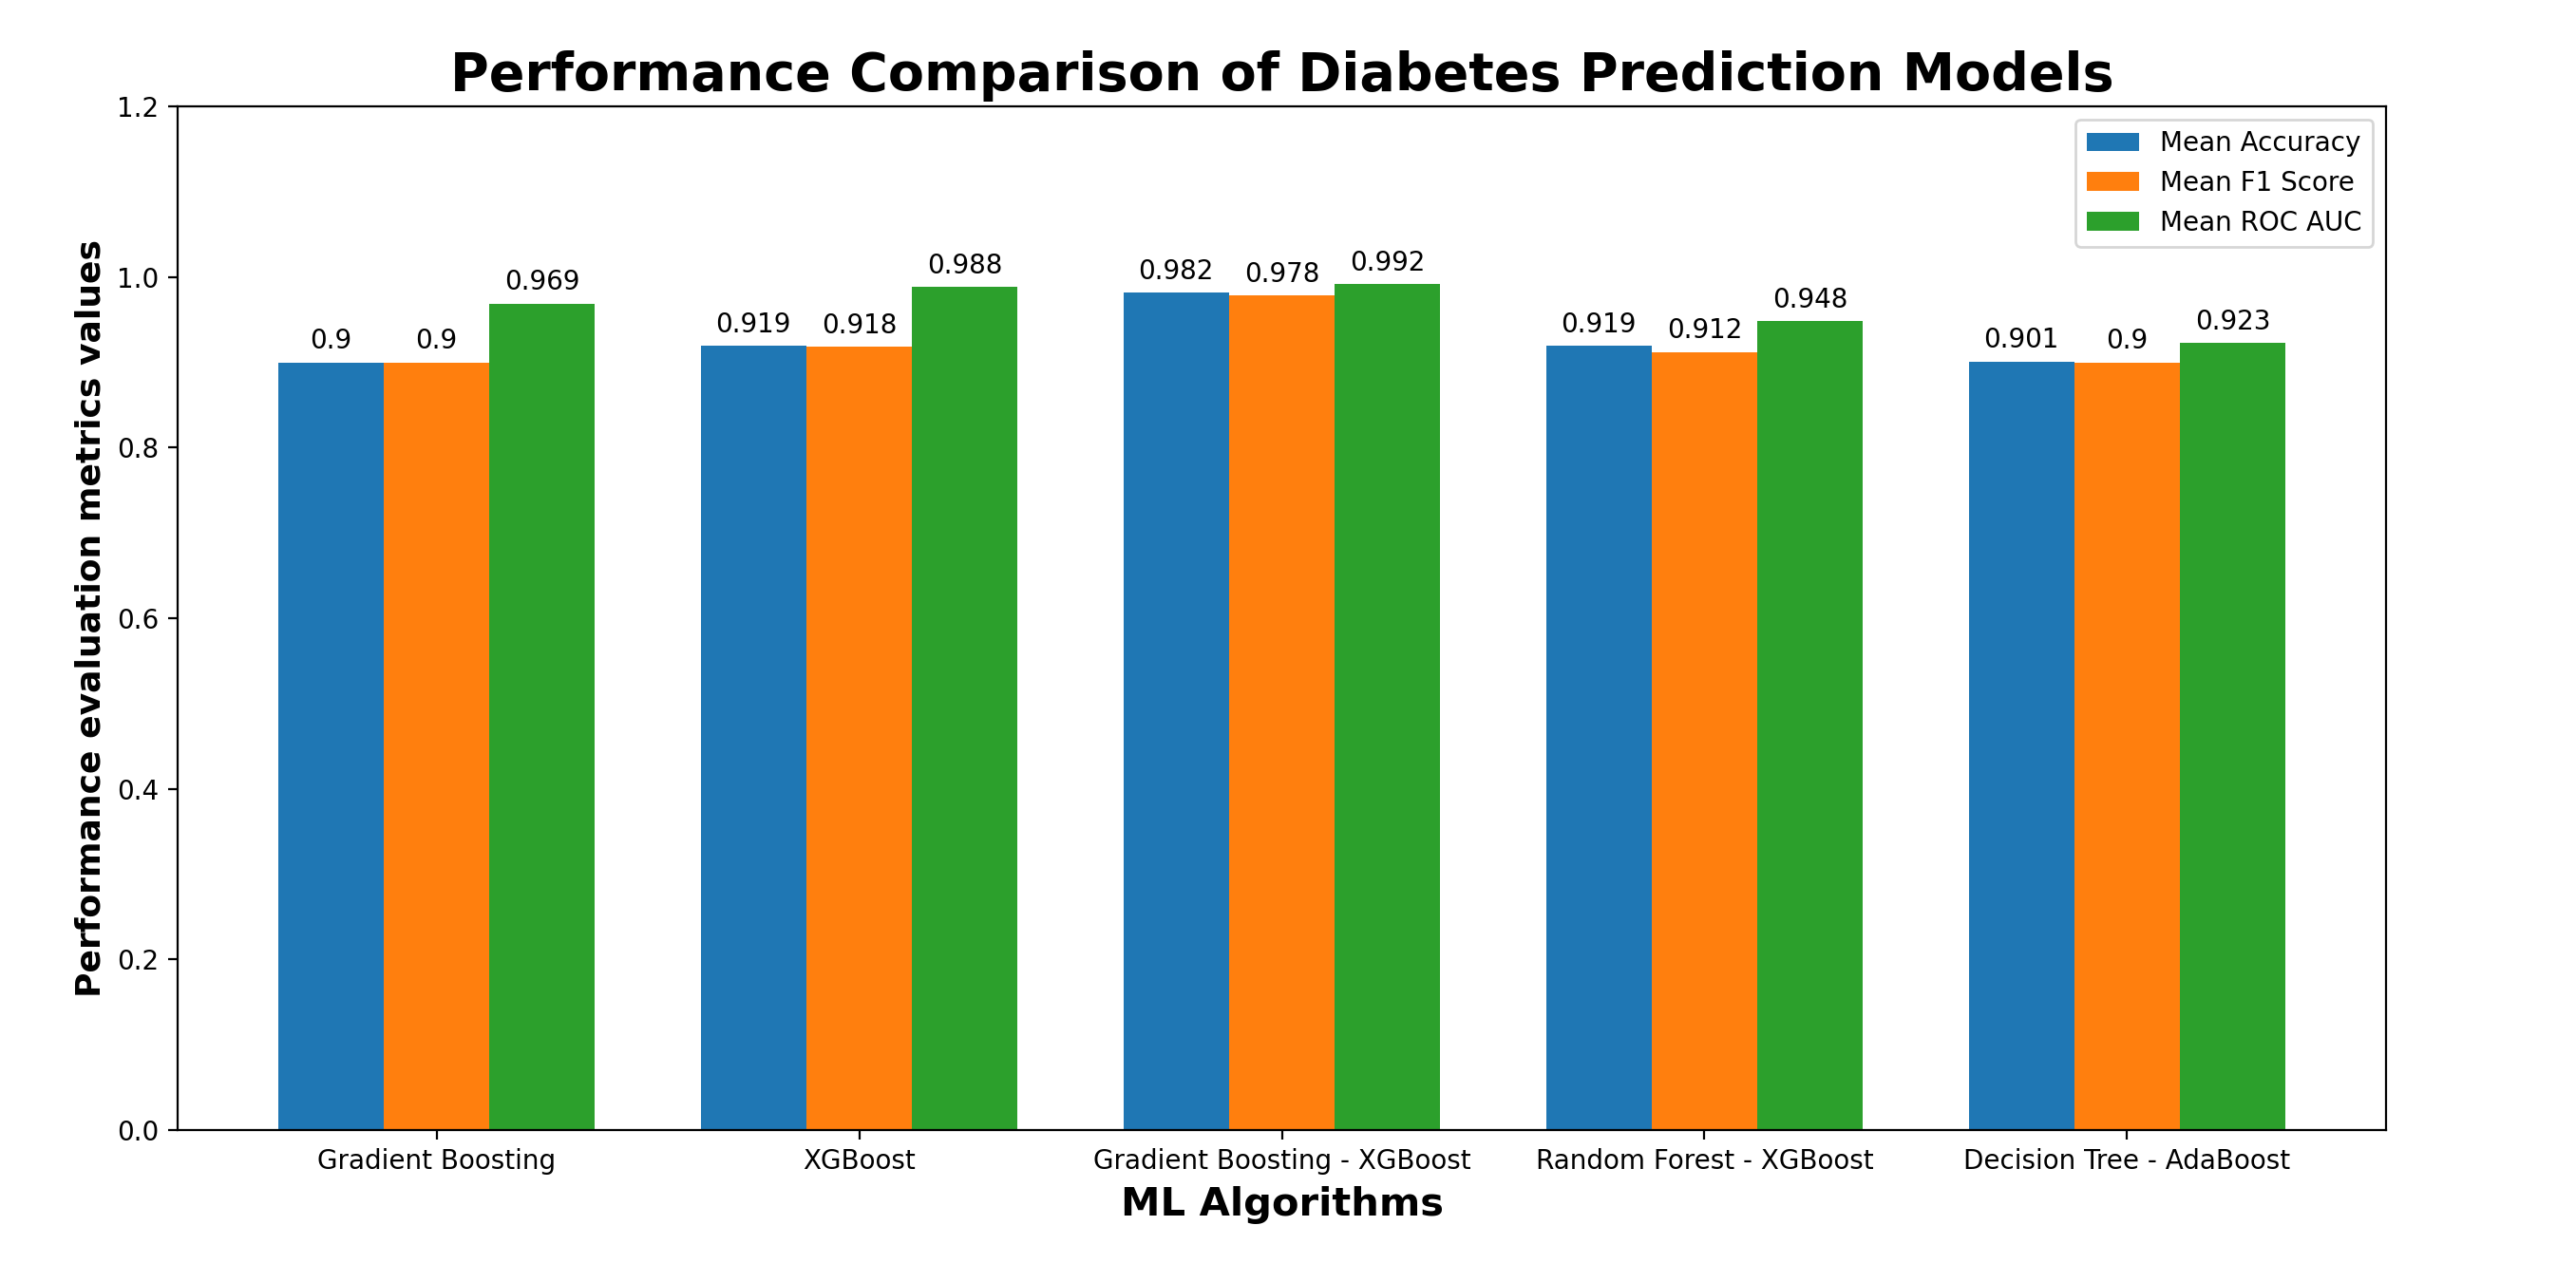 Performance Comparison of Diabetes Prediction Models
Performance evaluation metrics values
1.2
1.0
0.8
0.6
0.4
0.2
0.0
Mean Accuracy
Mean F1 Score
Mean ROC AUC
0.9
0.9
0.969
0.919
0.918
0.988
0.982
0.978
0.992
0.919
0.912
0.948
0.901
0.9
0.923
Gradient Boosting
XGBoost
Gradient Boosting - XGBoost
Random Forest - XGBoost
Decision Tree - AdaBoost
ML Algorithms